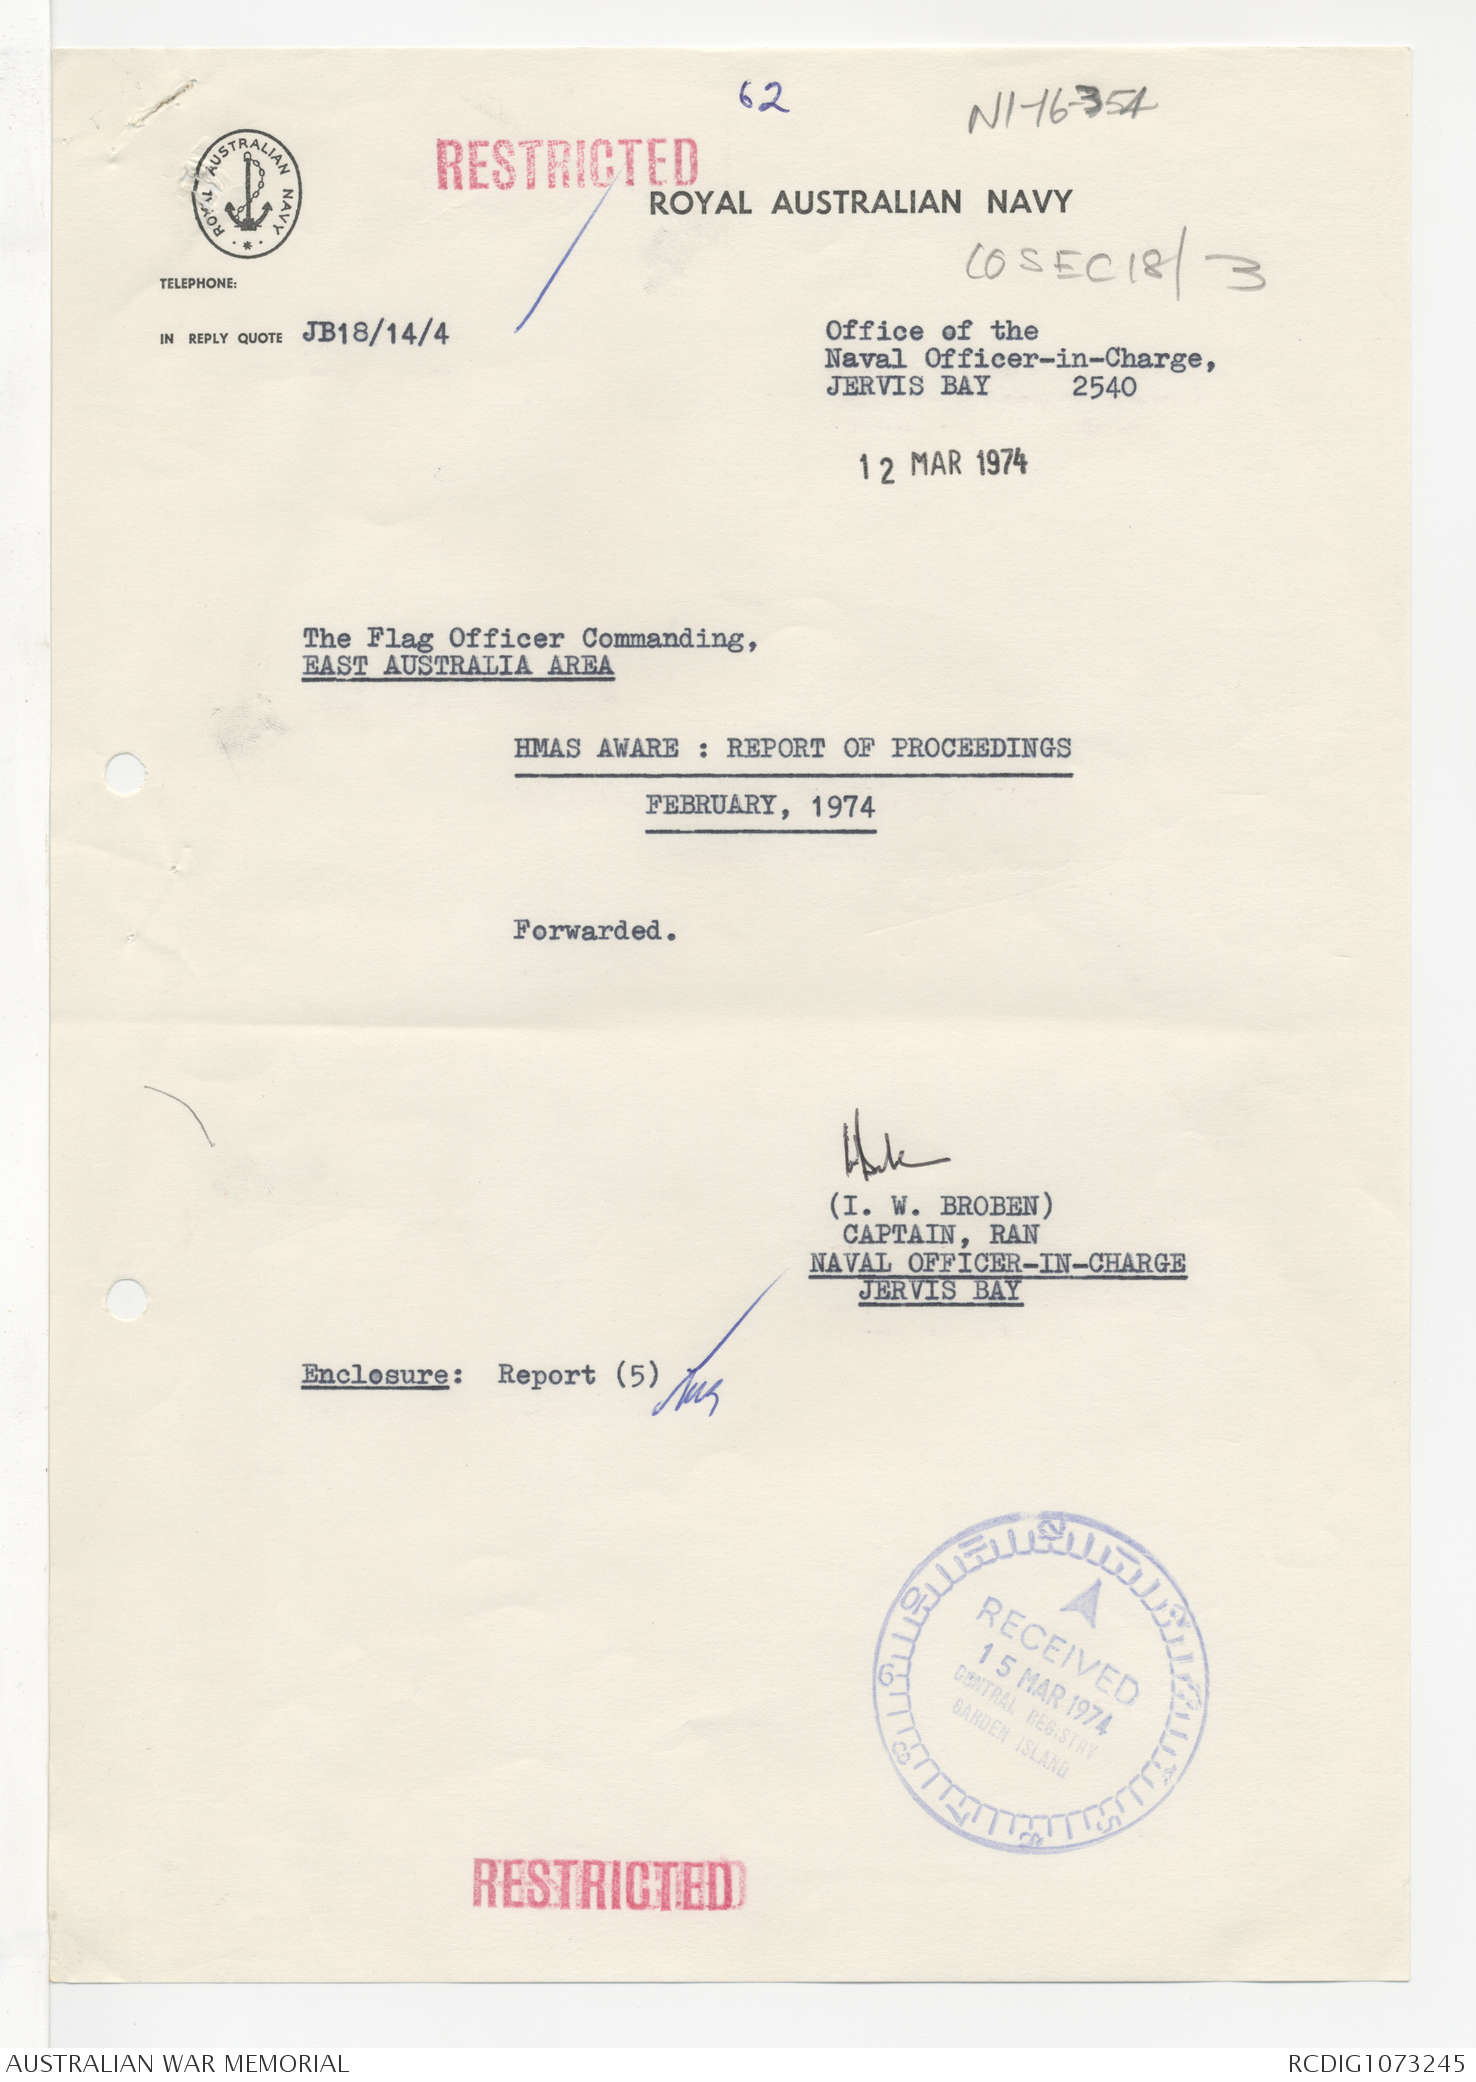 62
N1-16-354
RESTRICTED
ROYAL AUSTRALIAN NAVY
ROYAL AUSTRALIAN NAVY
TELEPHONE:
COSEC18/3
IN REPLY QUOTE JB18/14/4
Office of the
Naval Officer-in-Charge,
JERVIS BAY 2540
12 MAR 1974
The Flag Officer Commanding,
EAST AUSTRALIA AREA
HMAS AWARE : REPORT OF PROCEEDINGS
FEBRUARY, 1974
Forwarded.
(I. W. BROBEN)
CAPTAIN, RAN
NAVAL OFFICER-IN-CHARGE
JERVIS BAY
Enclosure: Report (5)
RECEIVED
15 MAR 1974
CENTRAL REGISTRY
GARDEN ISLAND
RESTRICTED
AUSTRALIAN WAR MEMORIAL
RCDIG1073245